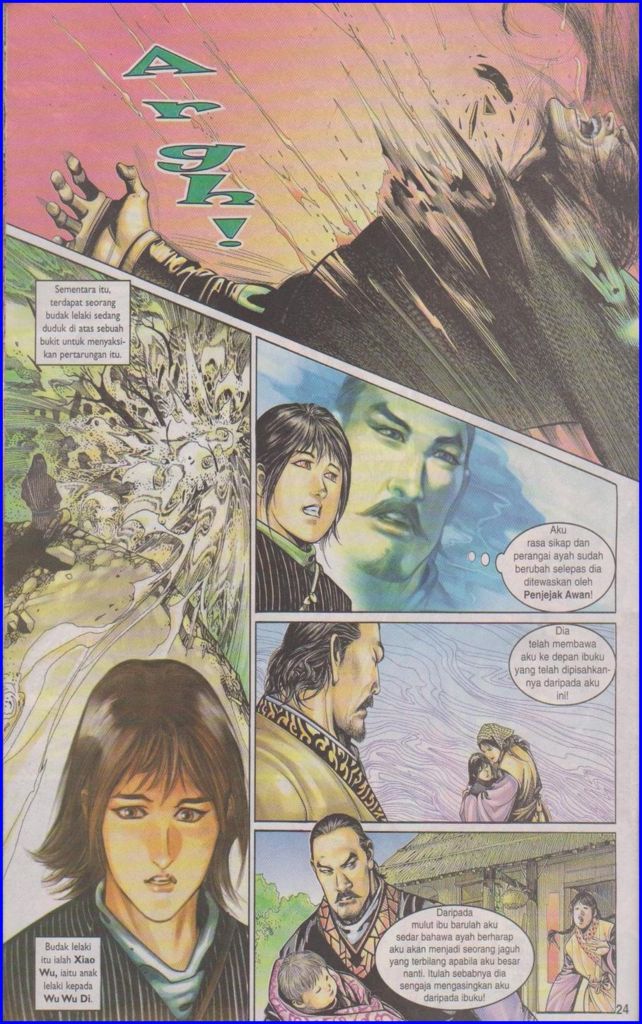 Argh!
Sementara itu,
terdapat seorang
budak lelaki sedang
duduk di atas sebuah
bukit untuk menyaksi-
kan pertarungan itu.
Aku
rasa sikap dan
perangai ayah sudah
berubah selepas dia
ditewaskan oleh
Penjejak Awan!
Dia
telah membawa
aku ke depan ibuku
yang telah dipisahkan-
nya daripada aku
ini!
Budak lelaki
itu ialah Xiao
Wu, iaitu anak
lelaki kepada
Wu Wu Di.
Daripada
mulut ibu barulah aku
sedar bahawa ayah berharap
aku akan menjadi seorang jaguh
yang terbilang apabila aku besar
nanti. Itulah sebabnya dia
sengaja mengasingkan aku
daripada ibuku!
24